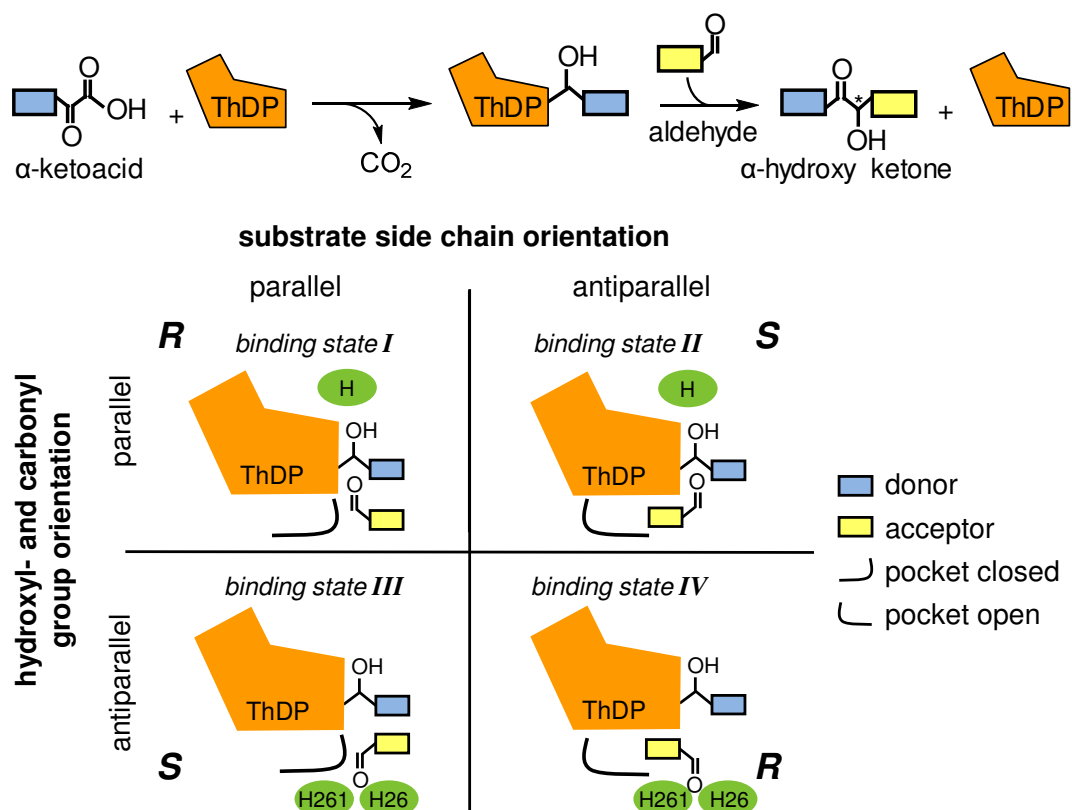 O
O
OH
α-ketoacid
+
ThDP
CO2
OH
ThDP
O
aldehyde
O
*
OH
α-hydroxy ketone
+
ThDP
substrate side chain orientation
parallel
antiparallel
hydroxyl- and carbonyl
group orientation
parallel
antiparallel
R
binding state I
H
OH
ThDP
O
binding state II
S
H
OH
ThDP
O
binding state III
OH
ThDP
O
S
H261
H26
binding state IV
OH
ThDP
O
R
H261
H26
donor
acceptor
pocket closed
pocket open